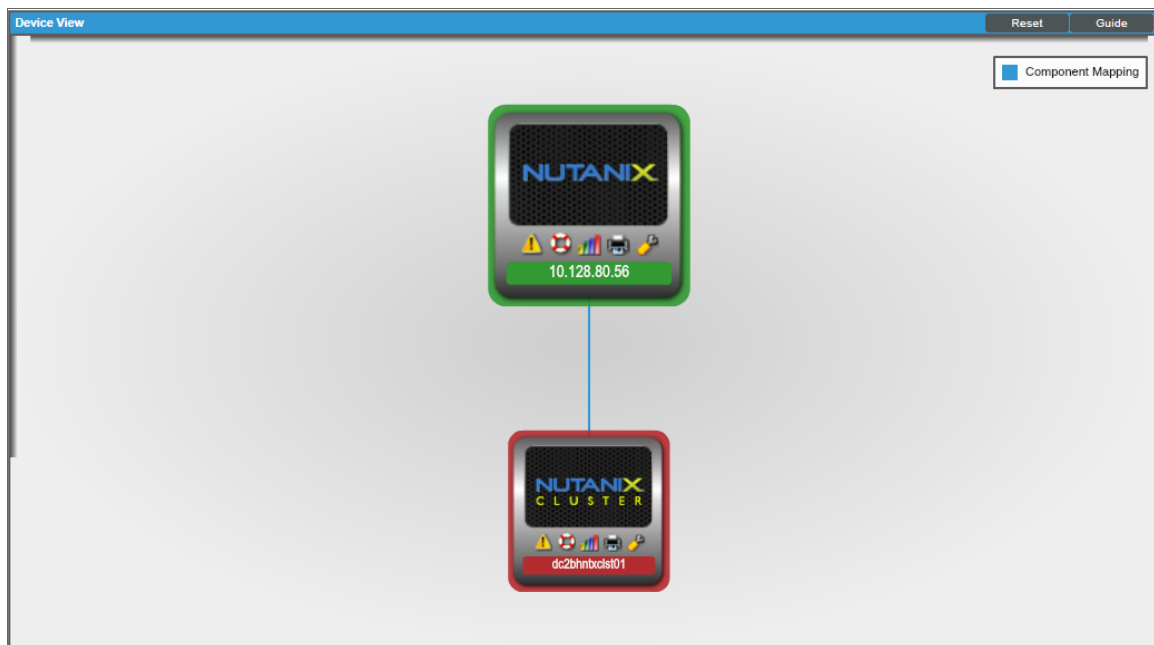 Device View
Reset
Guide
Component Mapping
NUTANIX
10.128.80.56
NUTANIX
CLUSTER
dc2bhntxclst01